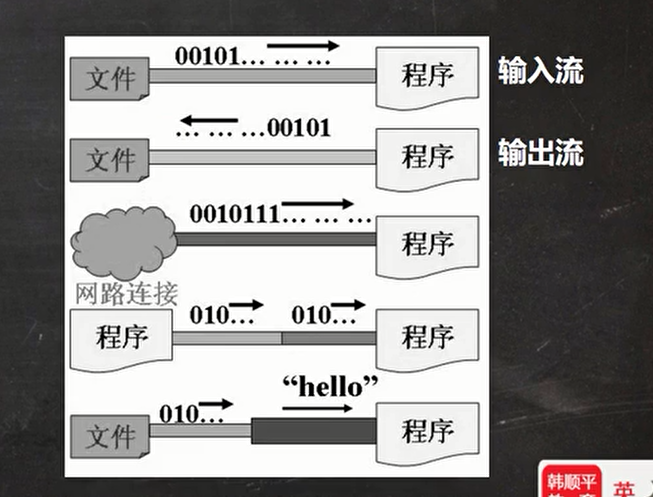 00101… … …
文件
程序
输入流
… … …00101
文件
程序
输出流
0010111… … …
程序
网路连接
程序
010…
010…
程序
“hello”
010…
文件
程序
韩顺平
英